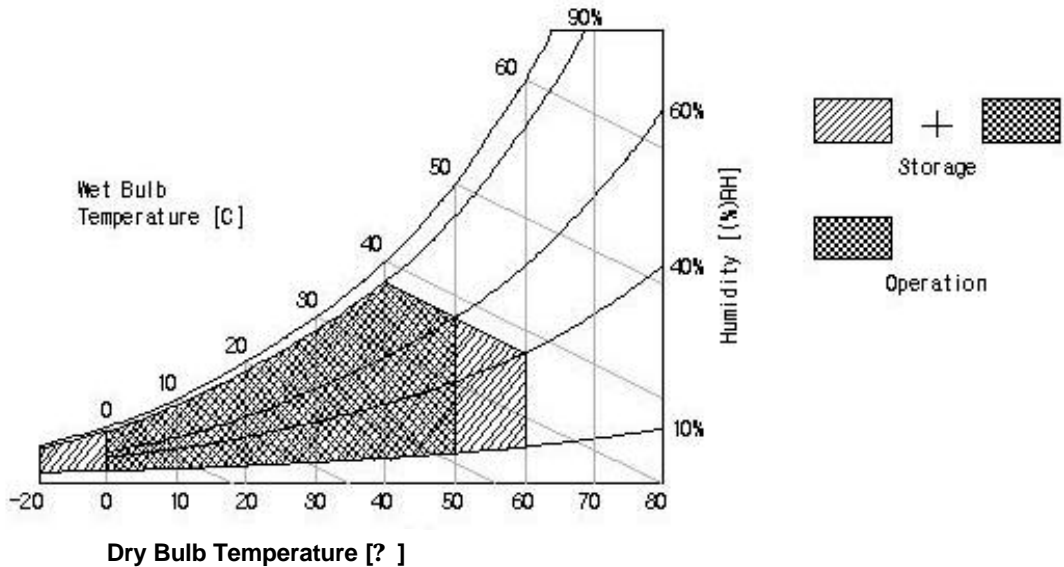 90%
60
60%
50
Wet Bulb
Temperature [C]
40
40%
30
20
10
0
10%
Humidity [(%)RH]
-20 0 10 20 30 40 50 60 70 80
Dry Bulb Temperature [? ]
+
Storage
Operation